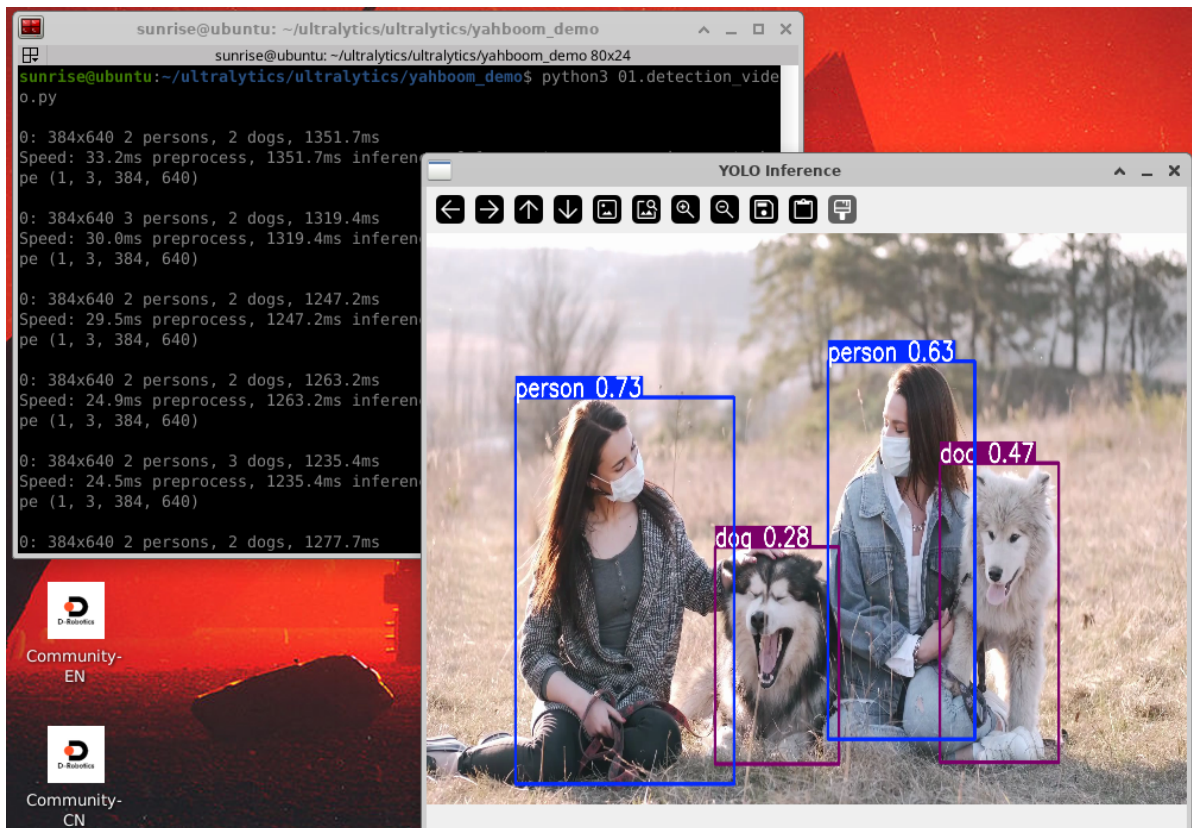 sunrise@ubuntu: ~/ultralytics/ultralytics/yahboom_demo
sunrise@ubuntu: ~/ultralytics/ultralytics/yahboom_demo 80x24
sunrise@ubuntu:~/ultralytics/ultralytics/yahboom_demo$ python3 01.detection_vide
o.py
0: 384x640 2 persons, 2 dogs, 1351.7ms
Speed: 33.2ms preprocess, 1351.7ms inferenc
pe (1, 3, 384, 640)
0: 384x640 3 persons, 2 dogs, 1319.4ms
Speed: 30.0ms preprocess, 1319.4ms inferen
pe (1, 3, 384, 640)
0: 384x640 2 persons, 2 dogs, 1247.2ms
Speed: 29.5ms preprocess, 1247.2ms inferen
pe (1, 3, 384, 640)
0: 384x640 2 persons, 2 dogs, 1263.2ms
Speed: 24.9ms preprocess, 1263.2ms inferen
pe (1, 3, 384, 640)
0: 384x640 2 persons, 3 dogs, 1235.4ms
Speed: 24.5ms preprocess, 1235.4ms inferen
pe (1, 3, 384, 640)
0: 384x640 2 persons, 2 dogs, 1277.7ms
YOLO Inference
person 0.63
person 0.73
dog 0.47
dog 0.28
D-Robotics
Community-
EN
D-Robotics
Community-
CN